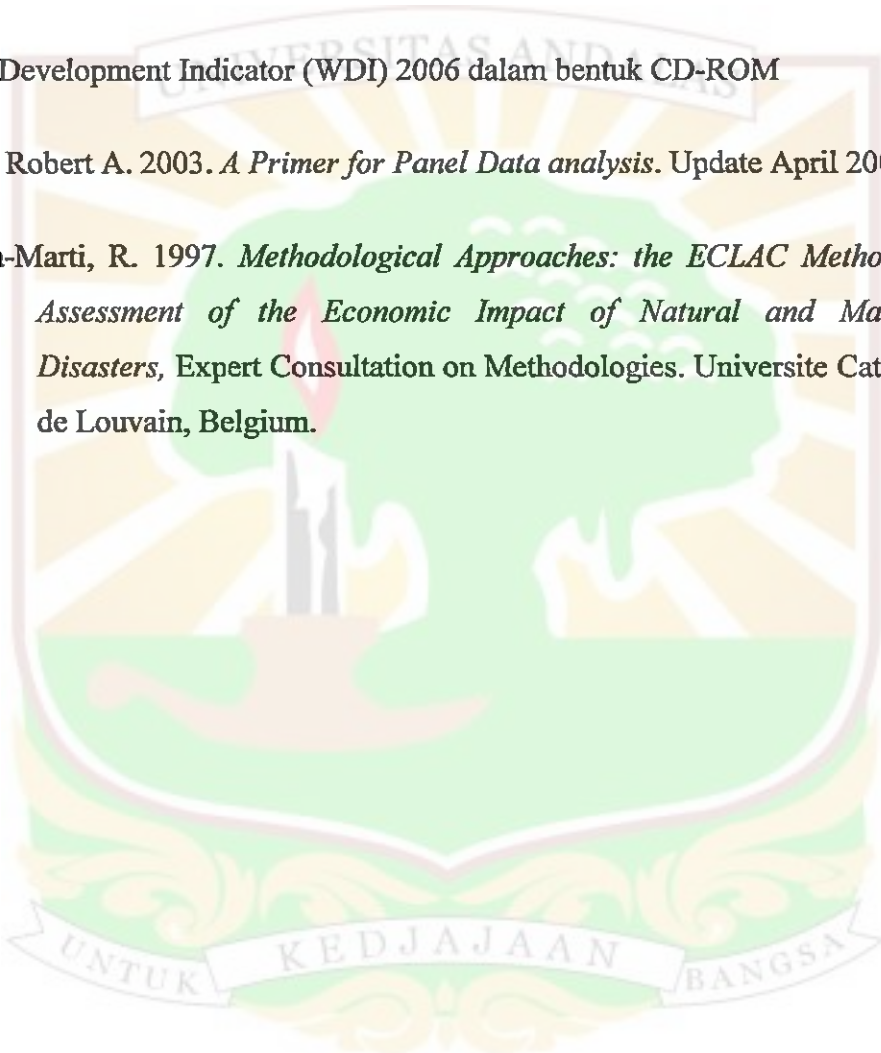 UNIVERSITAS ANDALAS
Development Indicator (WDI) 2006 dalam bentuk CD-ROM
Robert A. 2003. A Primer for Panel Data analysis. Update April 200
-Marti, R. 1997. Methodological Approaches: the ECLAC Metho
Assessment of the Economic Impact of Natural and Ma
Disasters, Expert Consultation on Methodologies. Universite Cat
de Louvain, Belgium.
UNTUK KEDJAJAAN BANGSA